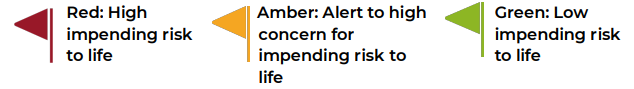 Red: High
impending risk
to life
Amber: Alert to high
concern for
impending risk to
life
Green: Low
impending risk
to life